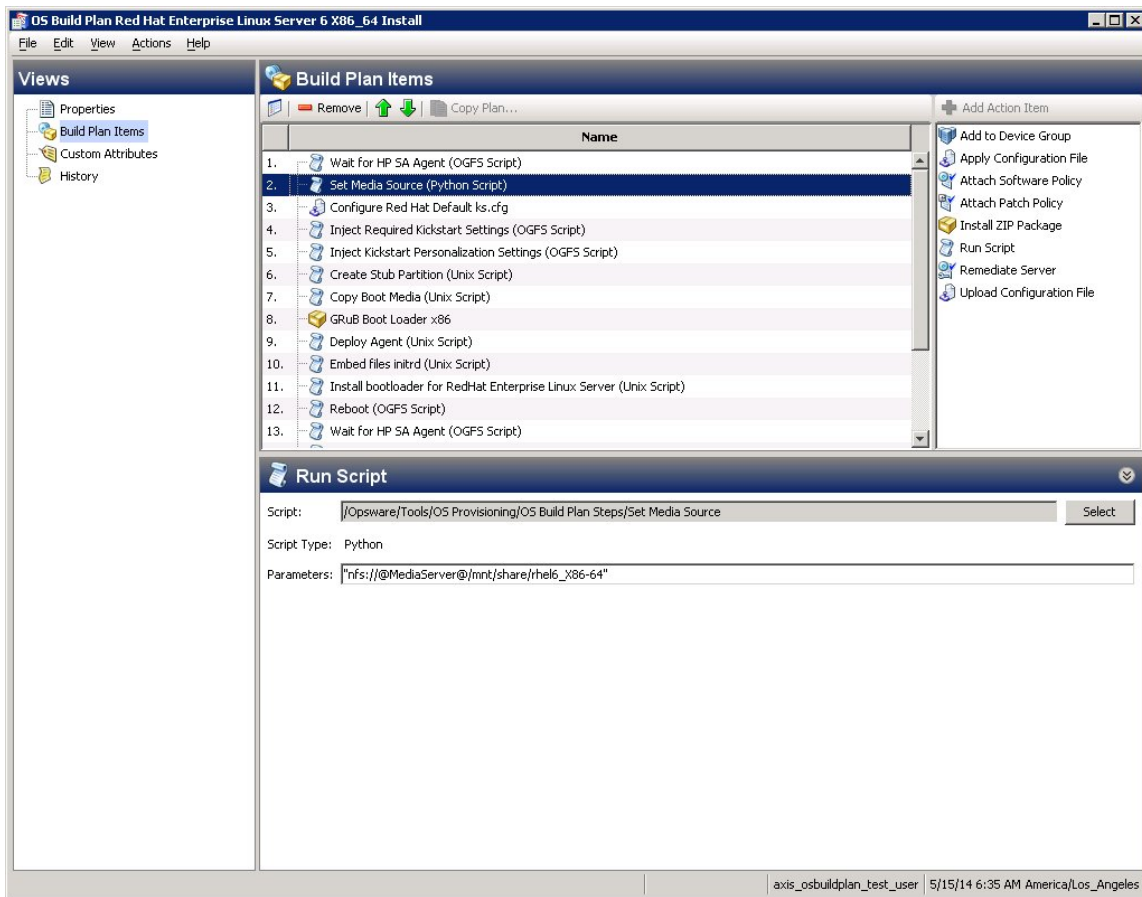 OS Build Plan Red Hat Enterprise Linux Server 6 X86_64 Install
File Edit View Actions Help
Views
Properties
Build Plan Items
Custom Attributes
History
Build Plan Items
Remove Copy Plan...
Name
1. Wait for HP SA Agent (OGFS Script)
2. Set Media Source (Python Script)
3. Configure Red Hat Default ks.cfg
4. Inject Required Kickstart Settings (OGFS Script)
5. Inject Kickstart Personalization Settings (OGFS Script)
6. Create Stub Partition (Unix Script)
7. Copy Boot Media (Unix Script)
8. GRuB Boot Loader x86
9. Deploy Agent (Unix Script)
10. Embed files initrd (Unix Script)
11. Install bootloader for RedHat Enterprise Linux Server (Unix Script)
12. Reboot (OGFS Script)
13. Wait for HP SA Agent (OGFS Script)
Add Action Item
Add to Device Group
Apply Configuration File
Attach Software Policy
Attach Patch Policy
Install ZIP Package
Run Script
Remediate Server
Upload Configuration File
Run Script
Script: /Opsware/Tools/OS Provisioning/OS Build Plan Steps/Set Media Source Select
Script Type: Python
Parameters: "nfs://@MediaServer@/mnt/share/rhel6_X86-64"
axis_osbuildplan_test_user 5/15/14 6:35 AM America/Los_Angeles